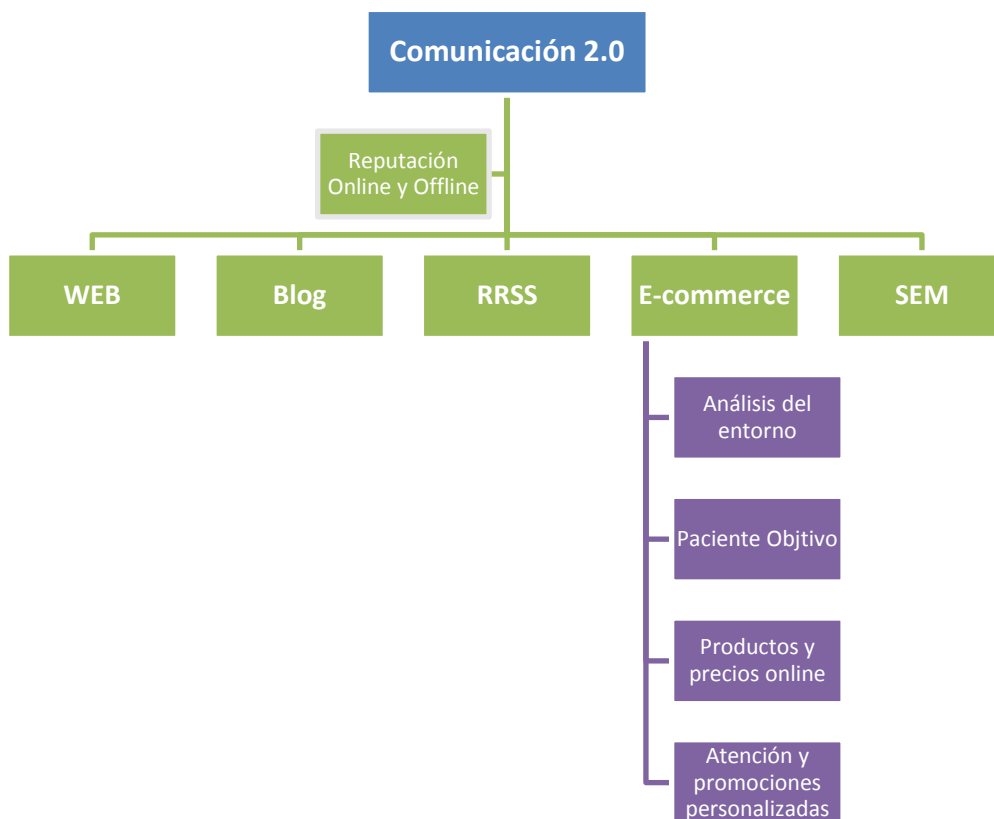 Comunicación 2.0
Reputación
Online y Offline
WEB
Blog
RRSS
E-commerce
SEM
Análisis del
entorno
Paciente Objtivo
Productos y
precios online
Atención y
promociones
personalizadas